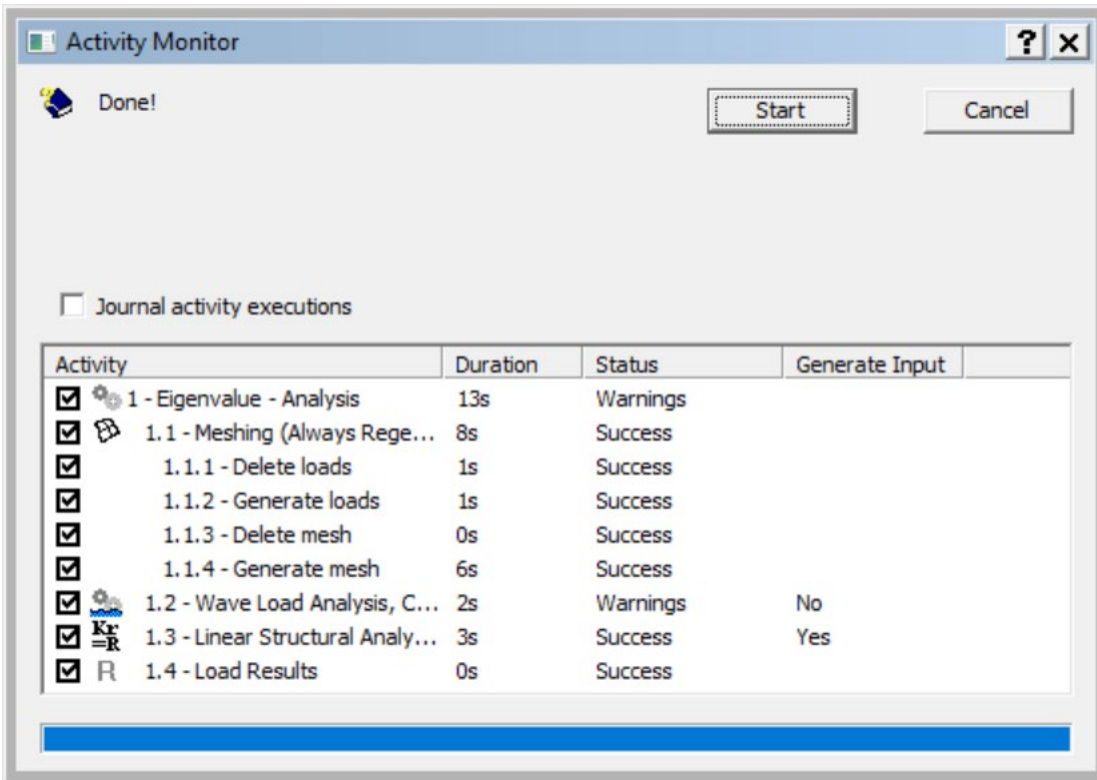 Activity Monitor
Done!
Start Cancel
Journal activity executions
Activity Duration Status Generate Input
1 - Eigenvalue - Analysis 13s Warnings
1.1 - Meshing (Always Rege... 8s Success
1.1.1 - Delete loads 1s Success
1.1.2 - Generate loads 1s Success
1.1.3 - Delete mesh 0s Success
1.1.4 - Generate mesh 6s Success
1.2 - Wave Load Analysis, C... 2s Warnings No
Kr
=R 1.3 - Linear Structural Analy... 3s Success Yes
R 1.4 - Load Results 0s Success